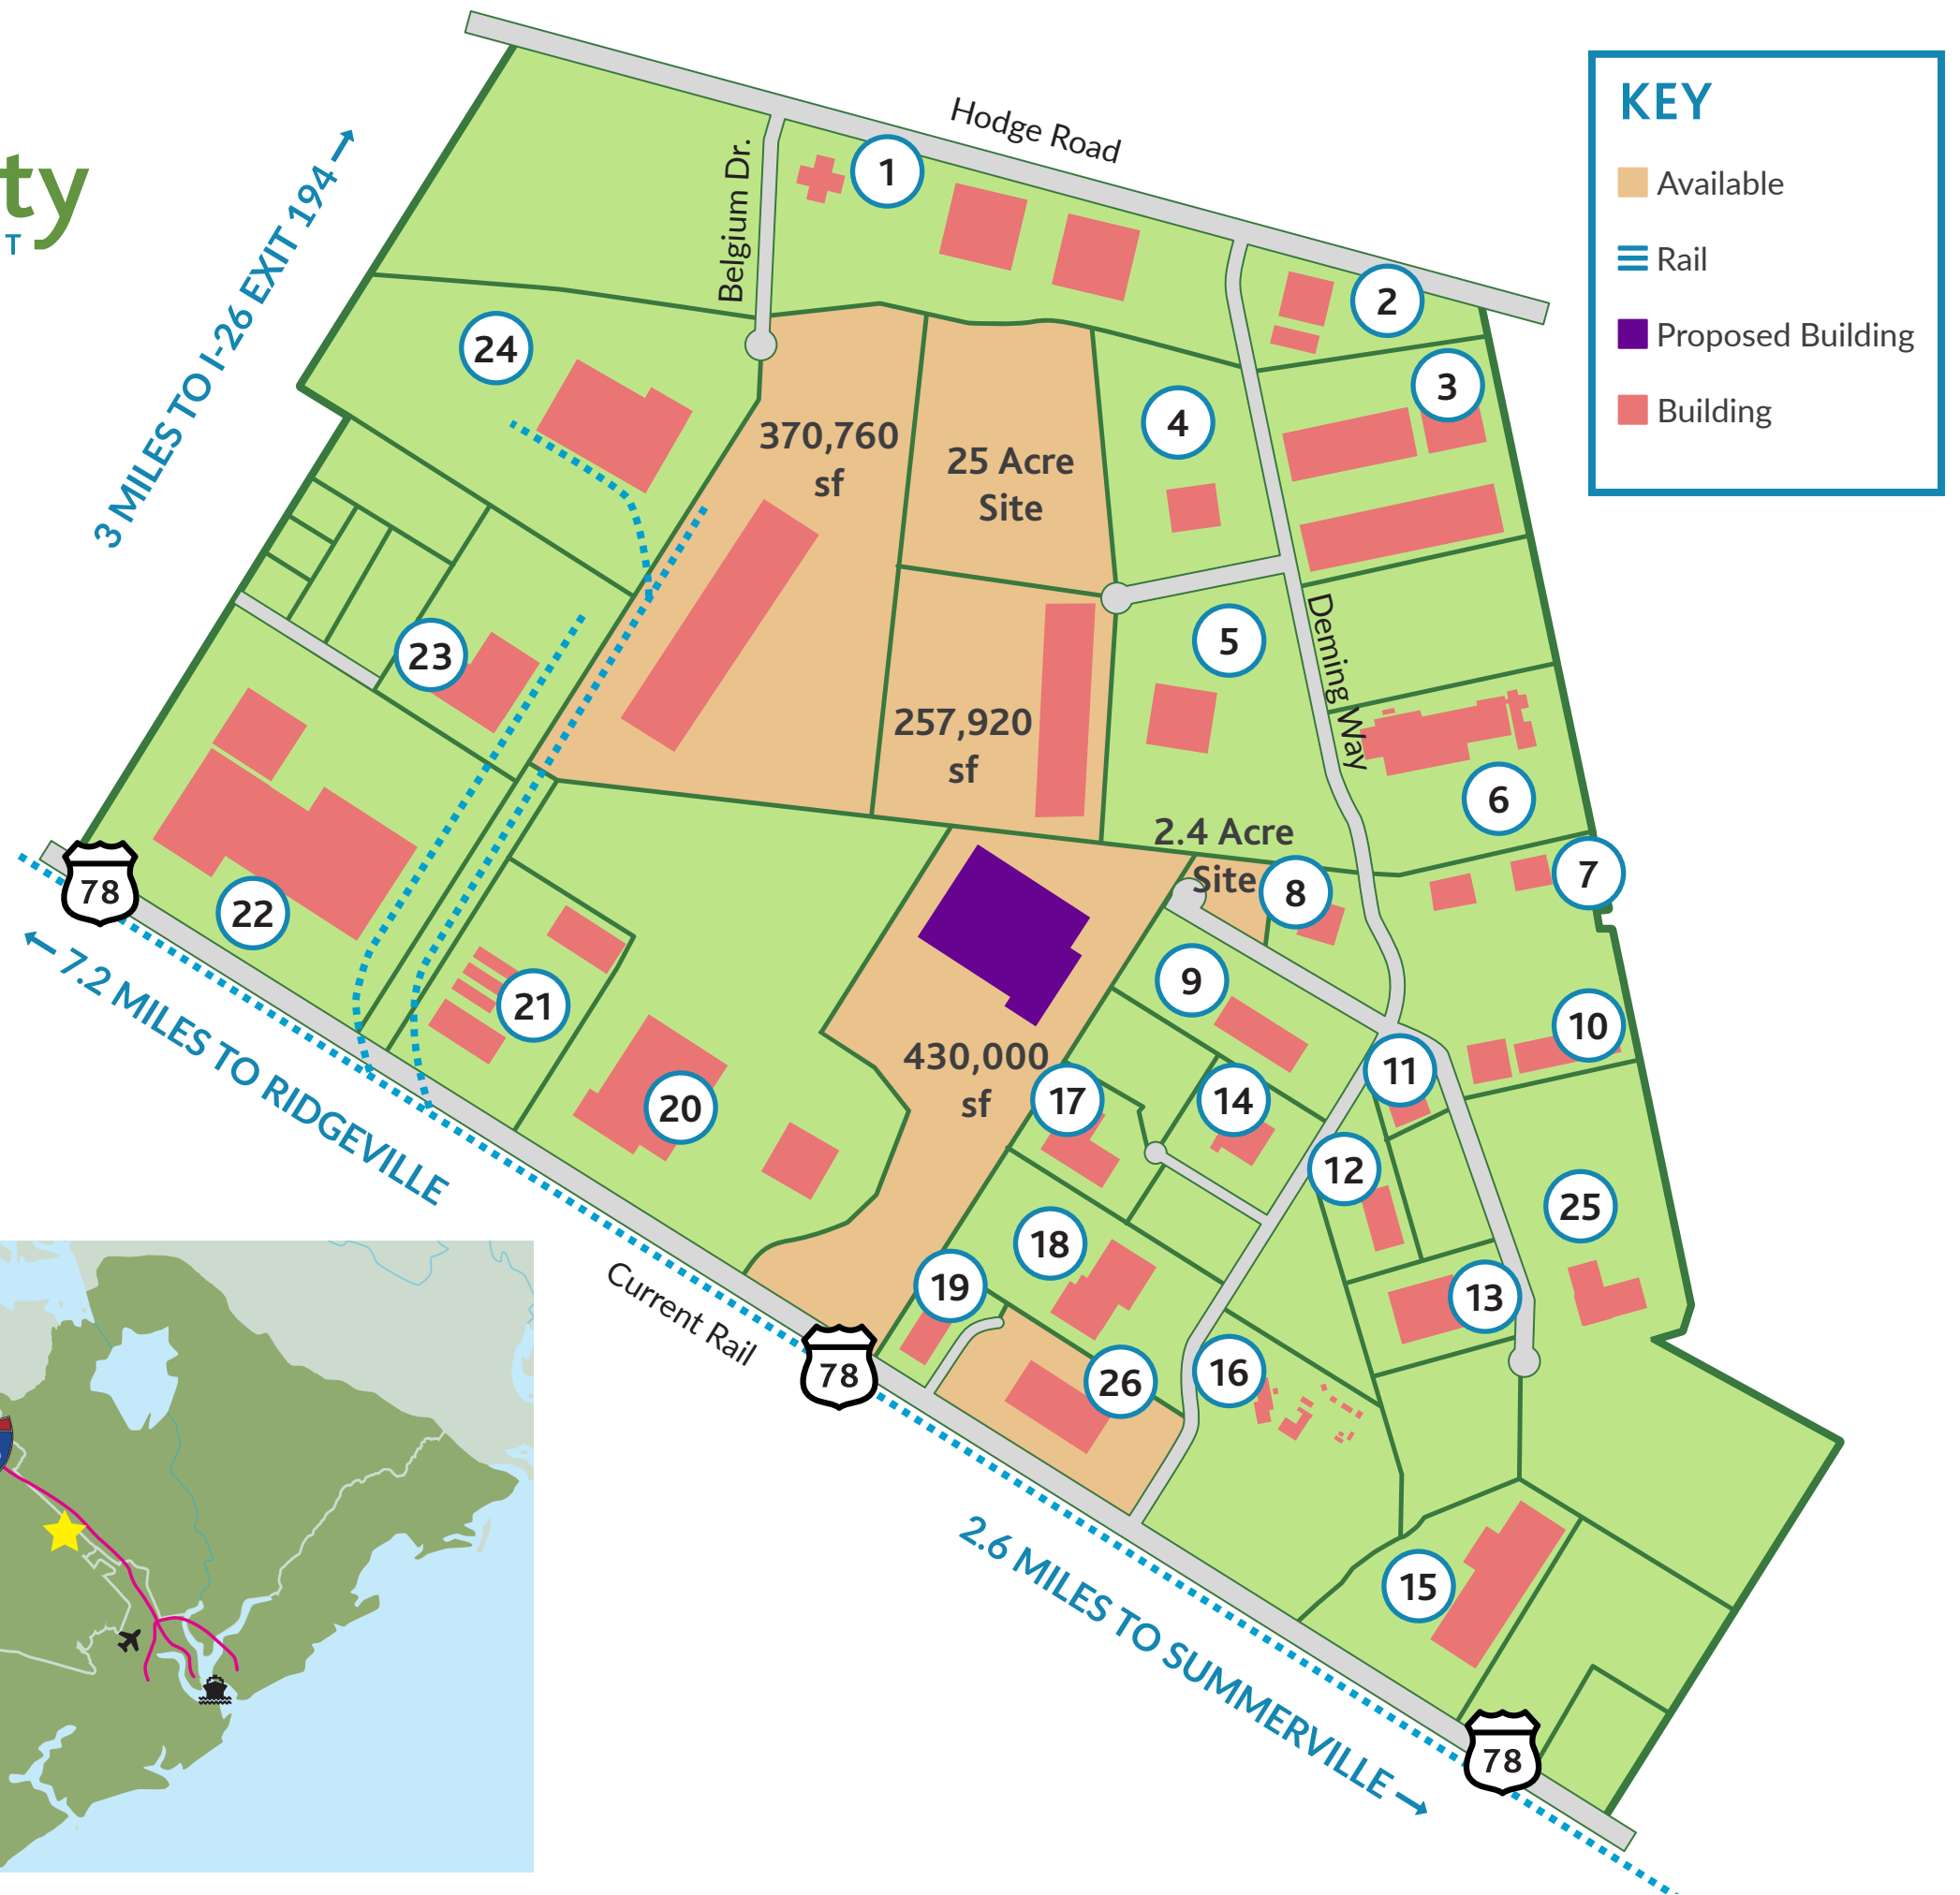 ty
T
3 MILES TO I-26 EXIT 194
Hodge Road
Belgium Dr.
KEY
Available
Rail
Proposed Building
Building
1
2
3
24
4
370,760
sf
25 Acre
Site
5
Deming Way
23
257,920
sf
6
2.4 Acre
Site
7
8
78
22
9
21
10
7.2 MILES TO RIDGEVILLE
430,000
sf
11
17
14
20
12
25
18
19
13
Current Rail
78
26
16
15
2.6 MILES TO SUMMERVILLE
78